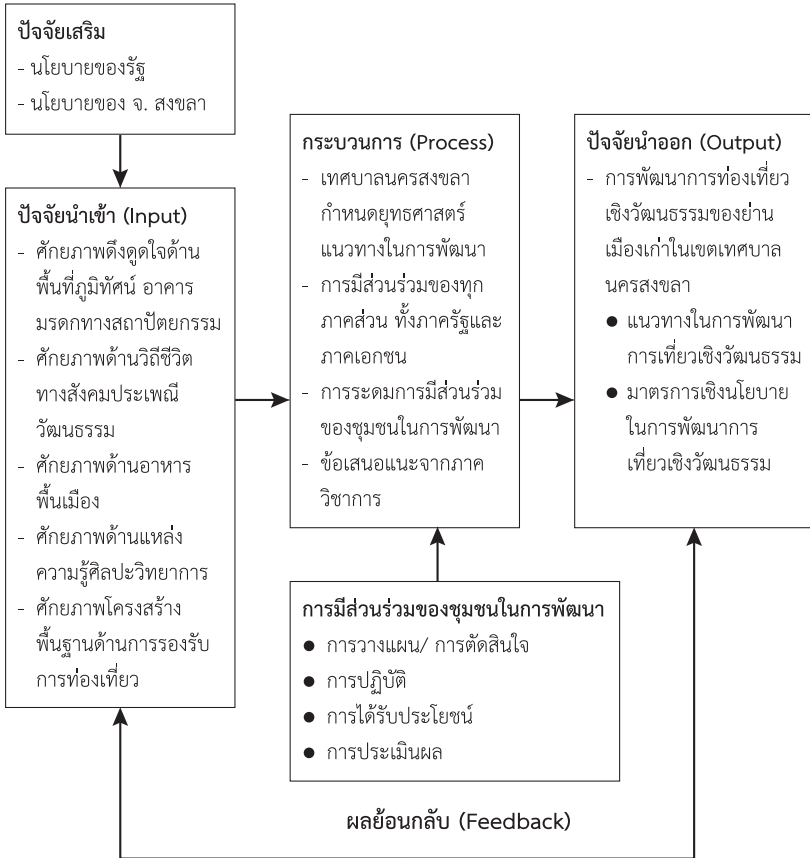 ปัจจัยเสริม
- นโยบายของรัฐ
- นโยบายของ จ. สงขลา
ปัจจัยนำเข้า (Input)
- ศักยภาพดึงดูดใจด้าน
พื้นที่ภูมิทัศน์ อาคาร
มรดกทางสถาปัตยกรรม
- ศักยภาพด้านวิถีชีวิต
ทางสังคมประเพณี
วัฒนธรรม
- ศักยภาพด้านอาหาร
พื้นเมือง
- ศักยภาพด้านแหล่ง
ความรู้ศิลปะวิทยาการ
- ศักยภาพโครงสร้าง
พื้นฐานด้านการรองรับ
การท่องเที่ยว
กระบวนการ (Process)
- เทศบาลนครสงขลา
กำหนดยุทธศาสตร์
แนวทางในการพัฒนา
- การมีส่วนร่วมของทุก
ภาคส่วน ทั้งภาครัฐและ
ภาคเอกชน
- การระดมการมีส่วนร่วม
ของชุมชนในการพัฒนา
- ข้อเสนอแนะจากภาค
วิชาการ
ปัจจัยนำออก (Output)
- การพัฒนาการท่องเที่ยว
เชิงวัฒนธรรมของย่าน
เมืองเก่าในเขตเทศบาล
นครสงขลา
● แนวทางในการพัฒนา
การเที่ยวเชิงวัฒนธรรม
● มาตรการเชิงนโยบาย
ในการพัฒนาการ
เที่ยวเชิงวัฒนธรรม
การมีส่วนร่วมของชุมชนในการพัฒนา
● การวางแผน/ การตัดสินใจ
● การปฏิบัติ
● การได้รับประโยชน์
● การประเมินผล
ผลย้อนกลับ (Feedback)